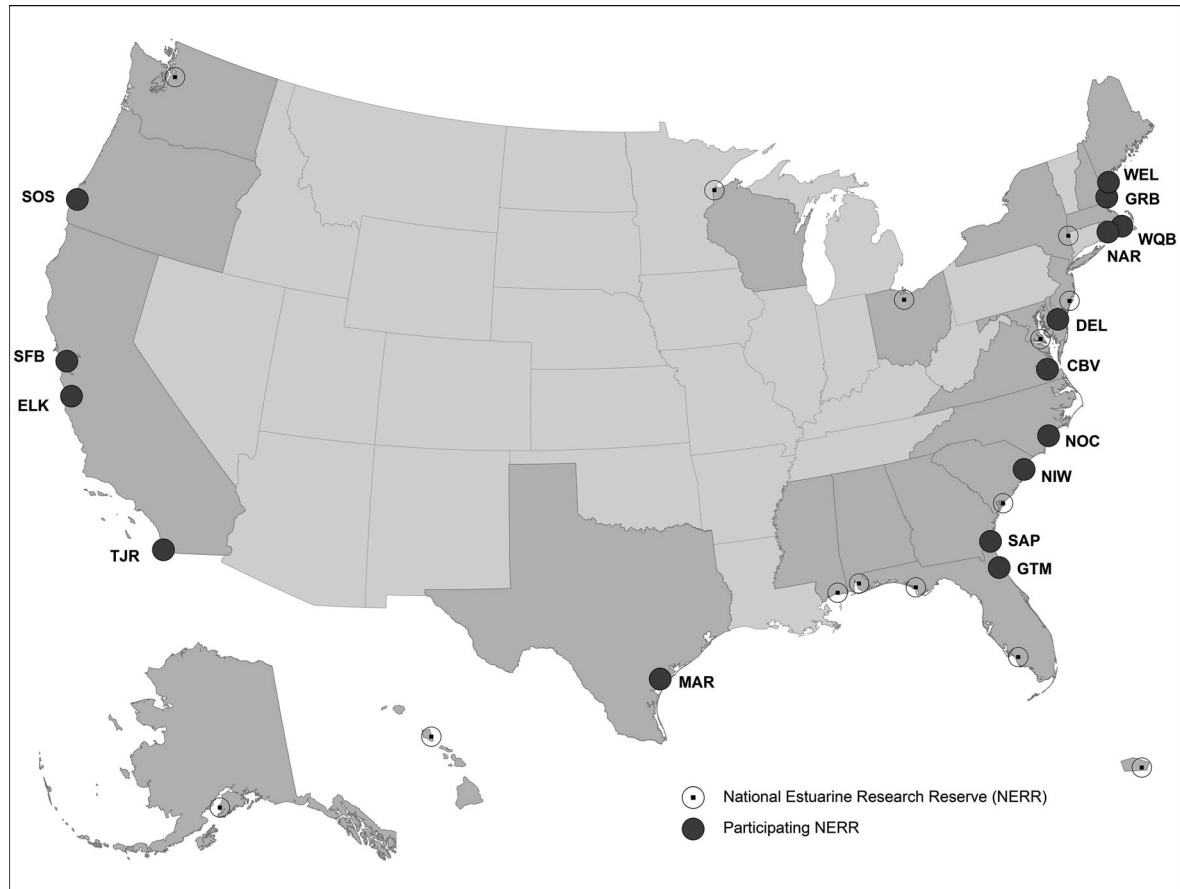 WEL
SOS
GRB
WQB
NAR
DEL
SFB
CBV
ELK
NOC
NIW
SAP
TJR
GTM
MAR
National Estuarine Research Reserve (NERR)
Participating NERR